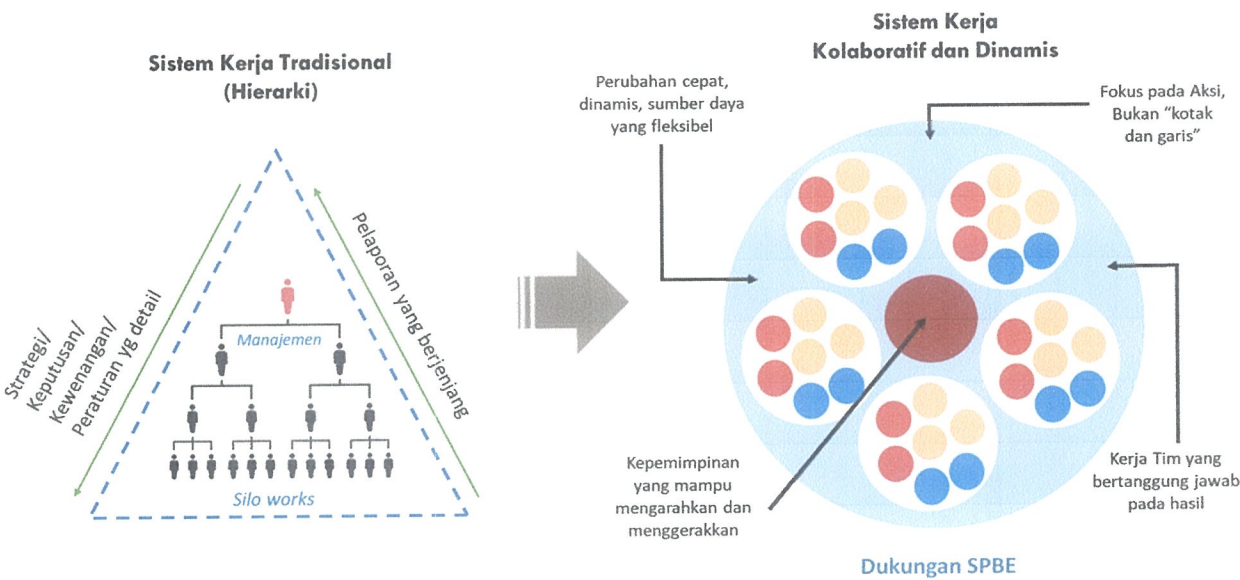 Sistem Kerja Tradisional
(Hierarki)
Strategi/
Keputusan/
Kewenangan/
Peraturan yg detail
Pelaporan yang berjenjang
Manajemen
Silo works
Sistem Kerja
Kolaboratif dan Dinamis
Perubahan cepat,
dinamis, sumber daya
yang fleksibel
Fokus pada Aksi,
Bukan “kotak
dan garis”
Kepemimpinan
yang mampu
mengarahkan dan
menggerakkan
Kerja Tim yang
bertanggung jawab
pada hasil
Dukungan SPBE